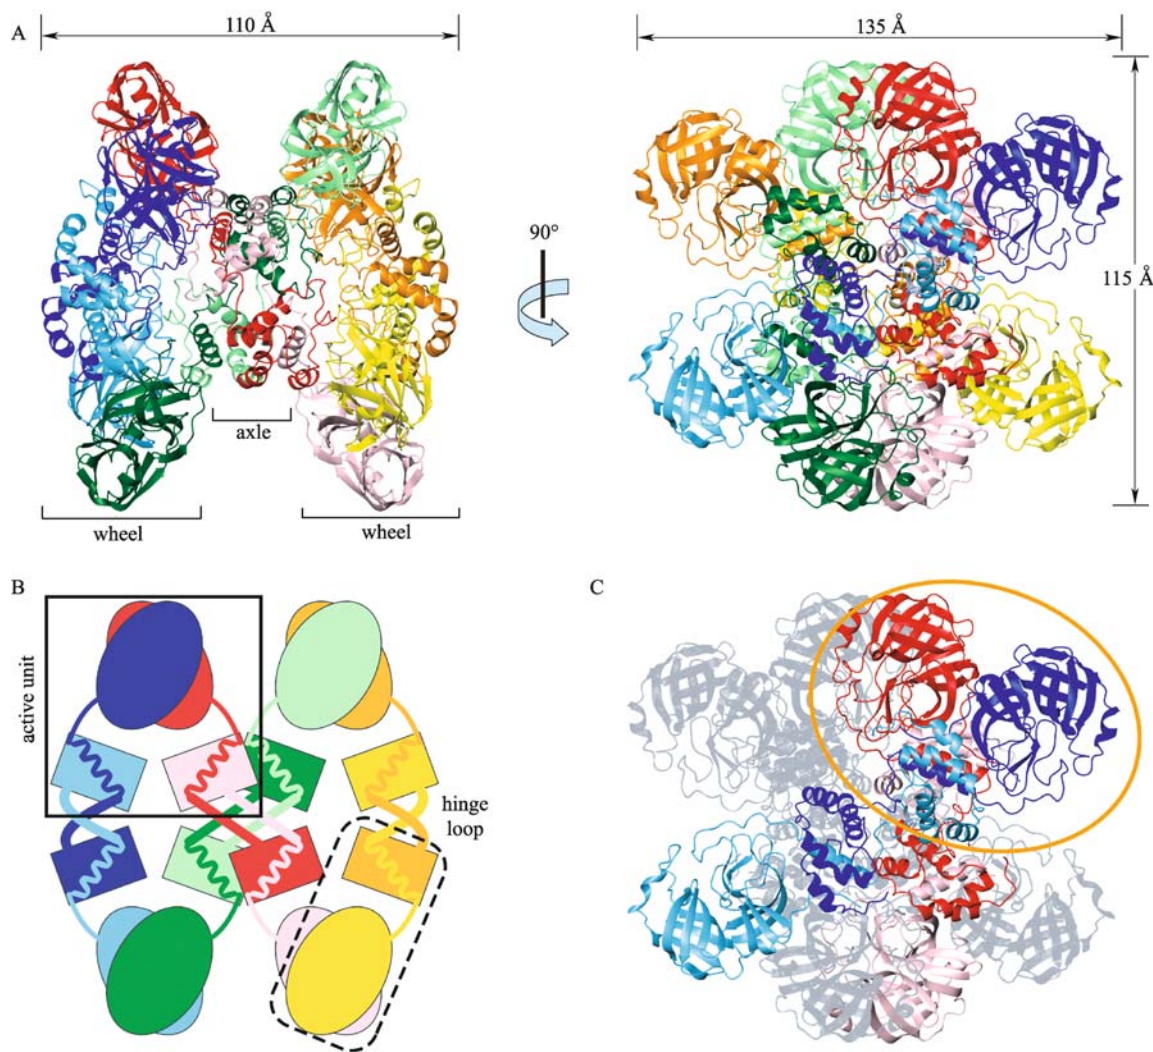 A
110 Å
135 Å
90°
115 Å
axle
wheel
wheel
B
C
active unit
hinge
loop